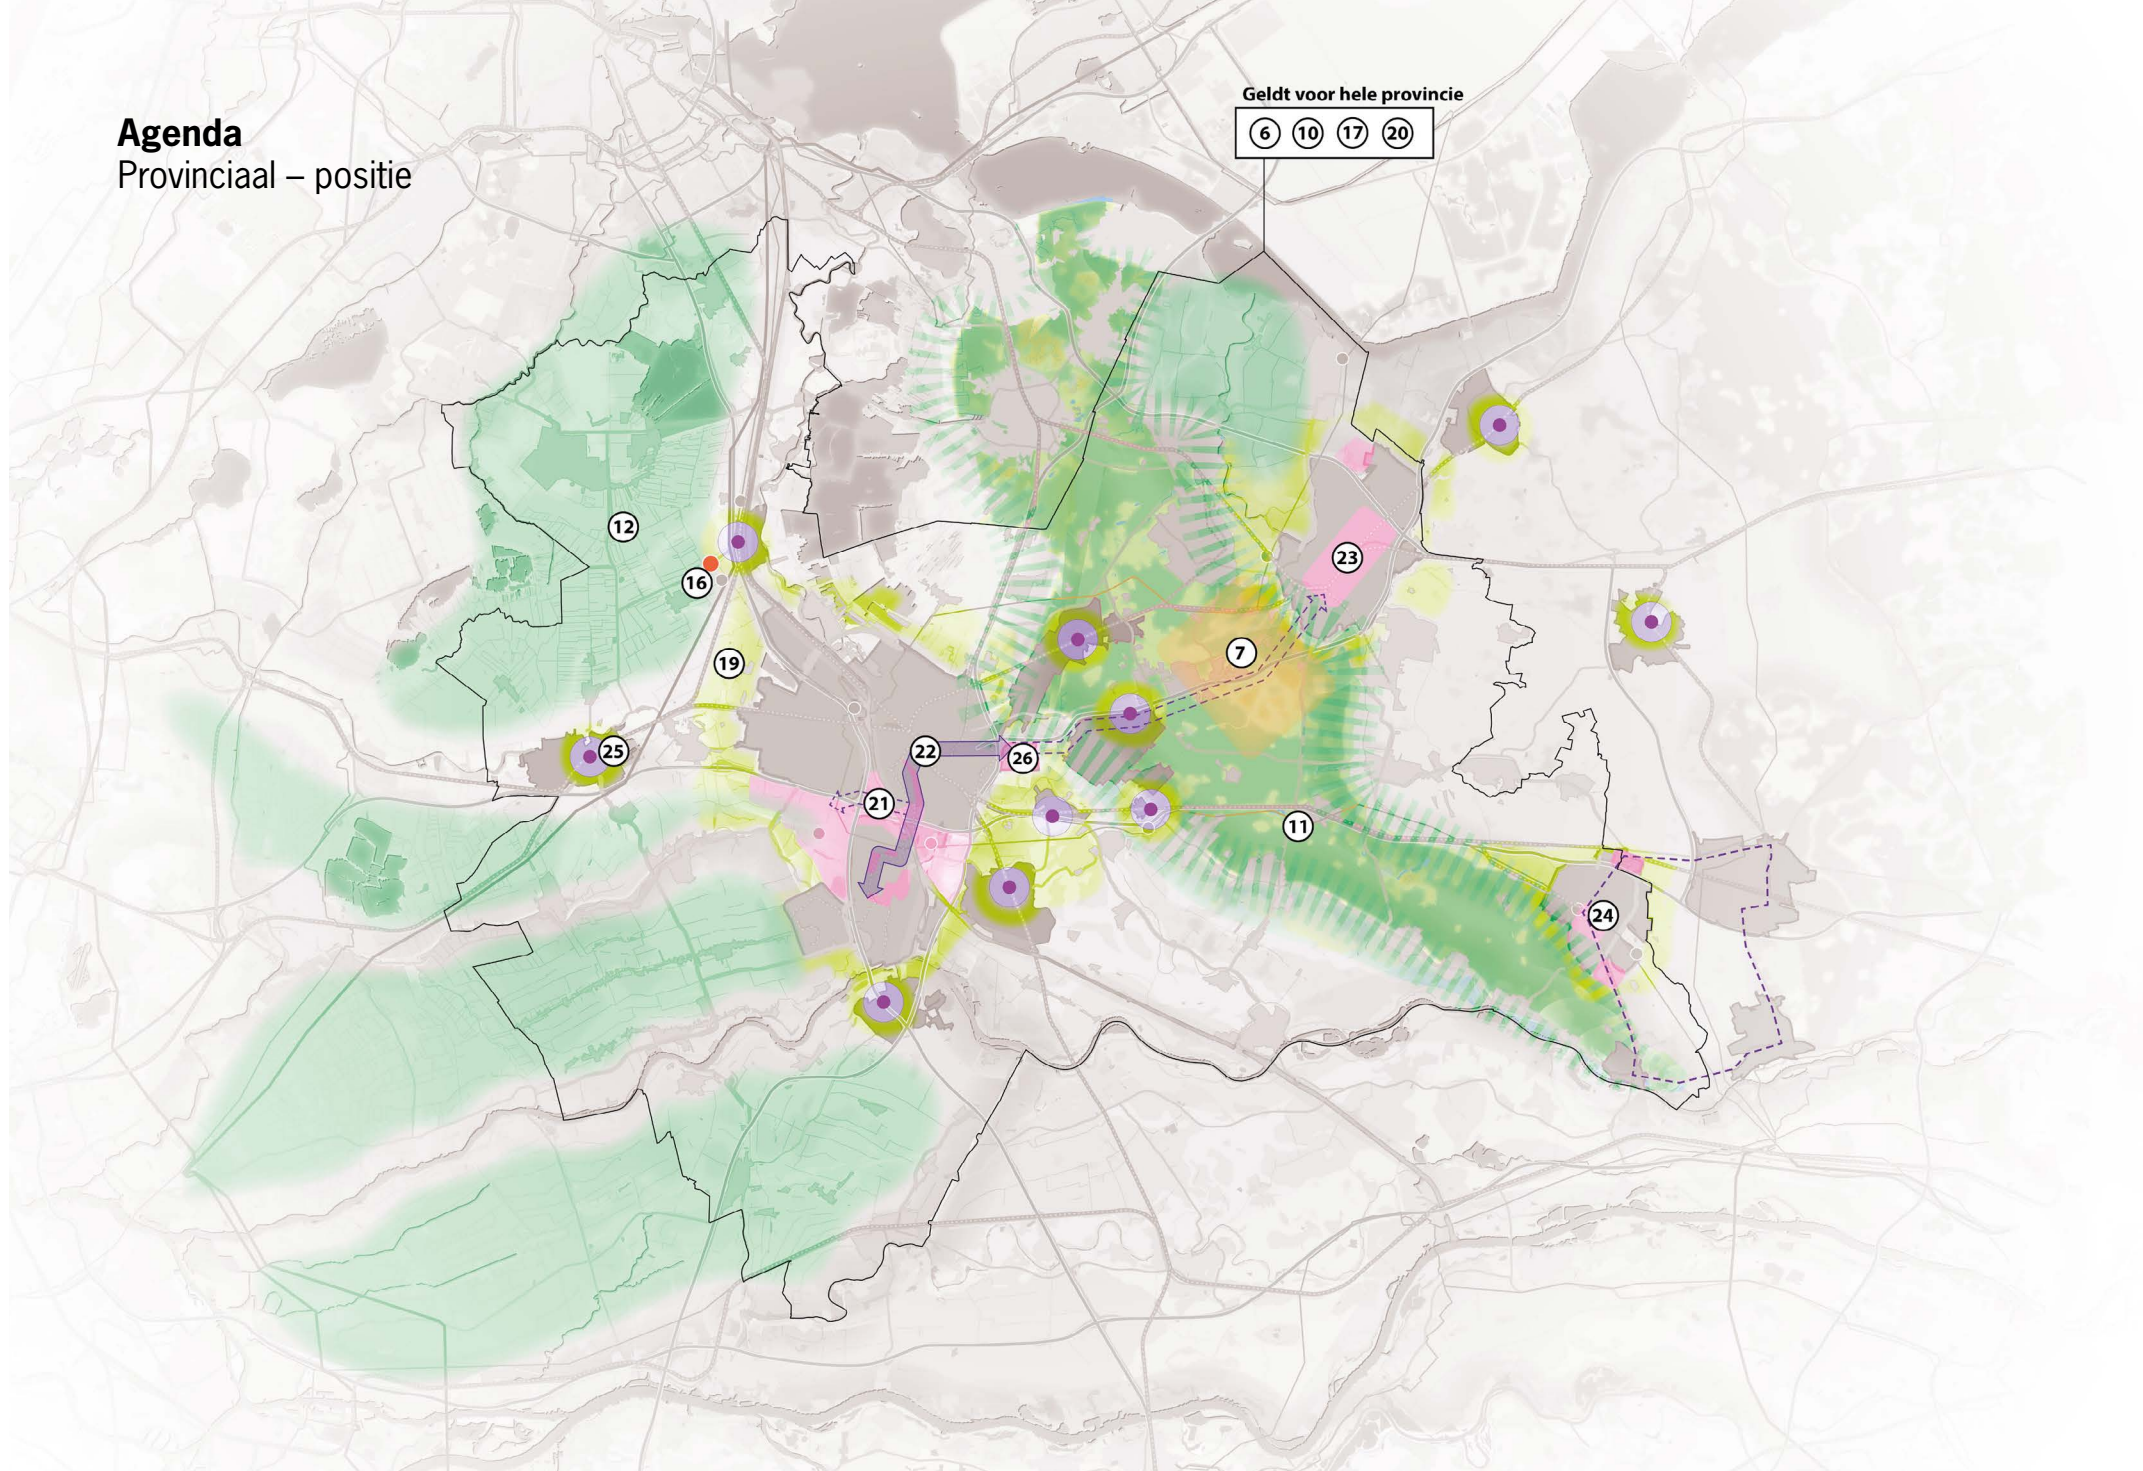 Agenda
Provinciaal – positie
Geldt voor hele provincie
6 10 17 20
12
16
23
7
19
25
22
26
21
11
24